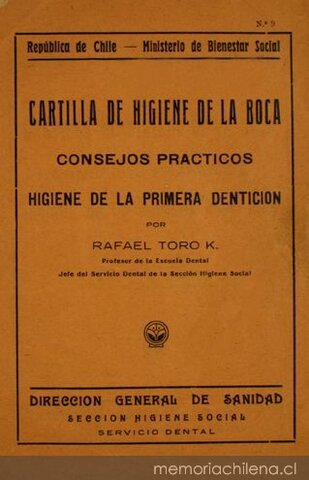 N.º 9
República de Chile — Ministerio de Bienestar Social
CARTILLA DE HIGIENE DE LA BOCA
CONSEJOS PRACTICOS
HIGIENE DE LA PRIMERA DENTICION
POR
RAFAEL TORO K.
Profesor de la Escuela Dental
Jefe del Servicio Dental de la Sección Higiene Social
DIRECCION GENERAL DE SANIDAD
SECCION HIGIENE SOCIAL
SERVICIO DENTAL
memoriachilena.cl